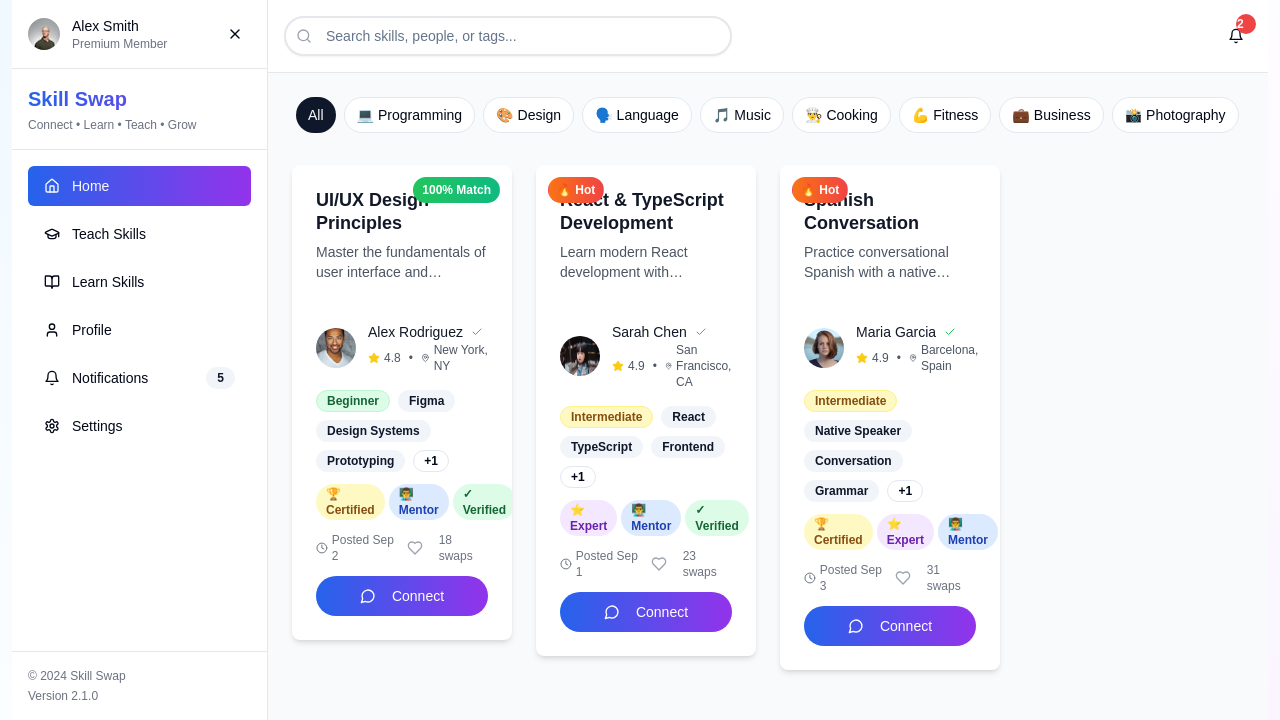 Alex Smith
Premium Member
Skill Swap
Connect • Learn • Teach • Grow
Home
Teach Skills
Learn Skills
Profile
Notifications 5
Settings
© 2024 Skill Swap
Version 2.1.0
Search skills, people, or tags...
2
All 💻 Programming 🎨 Design 🗣️ Language 🎵 Music 👨‍🍳 Cooking 💪 Fitness 💼 Business 📸 Photography
100% Match
UI/UX Design
Principles
Master the fundamentals of
user interface and…
Alex Rodriguez
4.8 • New York,
NY
Beginner Figma
Design Systems
Prototyping +1
🏆 👨‍🏫 ✓
Certified Mentor Verified
Posted Sep 18
2 swaps
Connect
🔥 Hot
React & TypeScript
Development
Learn modern React
development with…
Sarah Chen
San
4.9 • Francisco,
CA
Intermediate React
TypeScript Frontend
+1
⭐ 👨‍🏫 ✓
Expert Mentor Verified
Posted Sep 23
1 swaps
Connect
🔥 Hot
Spanish
Conversation
Practice conversational
Spanish with a native…
Maria Garcia
4.9 • Barcelona,
Spain
Intermediate
Native Speaker
Conversation
Grammar +1
🏆 ⭐ 👨‍🏫
Certified Expert Mentor
Posted Sep 31
3 swaps
Connect